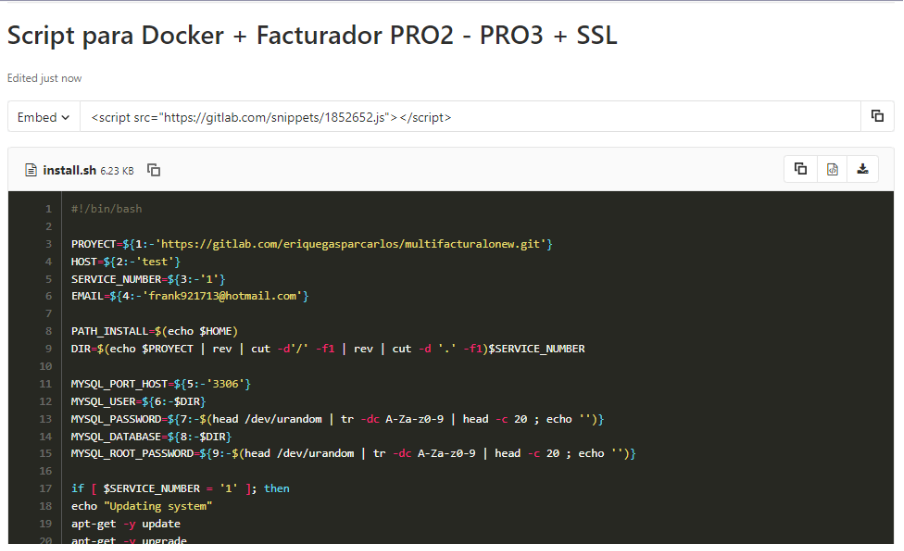 Script para Docker + Facturador PRO2 - PRO3 + SSL
Edited just now
Embed <script src="https://gitlab.com/snippets/1852652.js"></script>
install.sh 6.23 KB
1 #!/bin/bash
2
3 PROYECT=${1:-'https://gitlab.com/eriquegasparcarlos/multifacturalonew.git'}
4 HOST=${2:-'test'}
5 SERVICE_NUMBER=${3:-'1'}
6 EMAIL=${4:-'frank921713@hotmail.com'}
7
8 PATH_INSTALL=$(echo $HOME)
9 DIR=$(echo $PROYECT | rev | cut -d'/' -f1 | rev | cut -d '.' -f1)$SERVICE_NUMBER
10
11 MYSQL_PORT_HOST=${5:-'3306'}
12 MYSQL_USER=${6:-$DIR}
13 MYSQL_PASSWORD=${7:-$(head /dev/urandom | tr -dc A-Za-z0-9 | head -c 20 ; echo '')}
14 MYSQL_DATABASE=${8:-$DIR}
15 MYSQL_ROOT_PASSWORD=${9:-$(head /dev/urandom | tr -dc A-Za-z0-9 | head -c 20 ; echo '')}
16
17 if [ $SERVICE_NUMBER = '1' ]; then
18 echo "Updating system"
19 apt-get -y update
20 apt-get -y upgrade